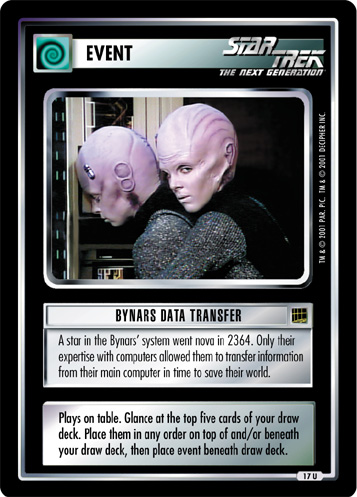 EVENT
STAR TREK
THE NEXT GENERATION
TM & © 2001 PAR. PIC. TM & © 2001 DECIPHER INC.
BYNARS DATA TRANSFER
A star in the Bynars' system went nova in 2364. Only their
expertise with computers allowed them to transfer information
from their main computer in time to save their world.
Plays on table. Glance at the top five cards of your draw
deck. Place them in any order on top of and/or beneath
your draw deck, then place event beneath draw deck.
17 U